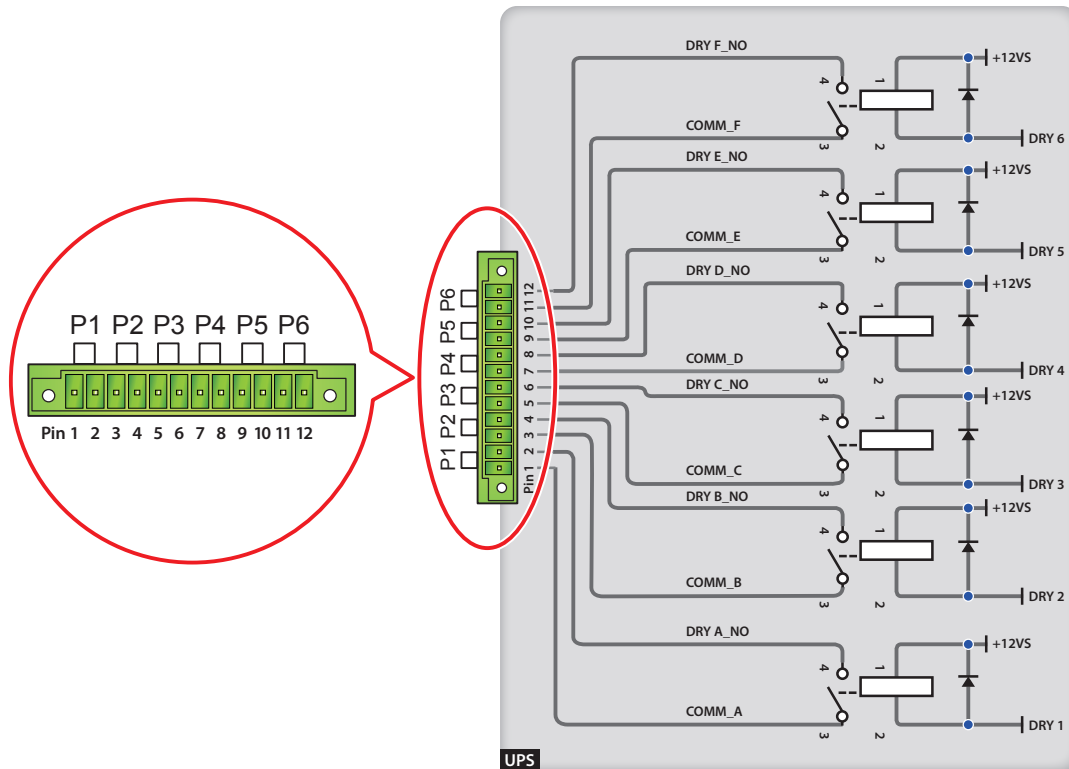 P1 P2 P3 P4 P5 P6
Pin 1 2 3 4 5 6 7 8 9 10 11 12
P6
P5
P4
P3
P2
P1
12
11
10
9
8
7
6
5
4
3
2
Pin 1
DRY F_NO
4
1
+12VS
COMM_F
3
2
DRY 6
DRY E_NO
4
1
+12VS
COMM_E
3
2
DRY 5
DRY D_NO
4
1
+12VS
COMM_D
3
2
DRY 4
DRY C_NO
4
1
+12VS
COMM_C
3
2
DRY 3
DRY B_NO
4
1
+12VS
COMM_B
3
2
DRY 2
DRY A_NO
4
1
+12VS
COMM_A
3
2
DRY 1
UPS